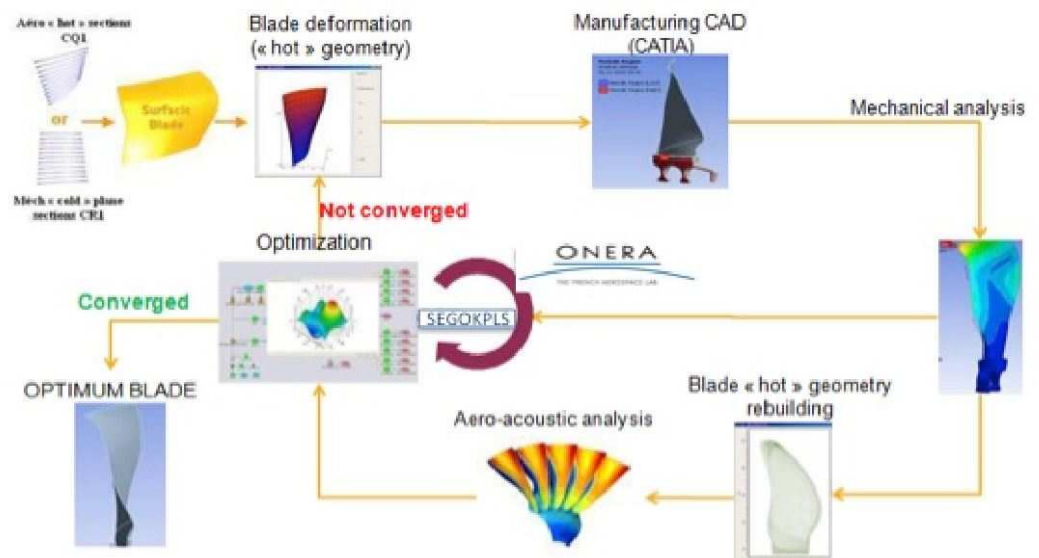 Aéro « hot » sections
CQ1
or
Méch « cold » plane
sections CR1
Surface
Blade
Blade deformation
(« hot » geometry)
Manufacturing CAD
(CATIA)
Mechanical analysis
Not converged
Optimization
Converged
SEGOKPLS
ONERA
THE FRENCH AEROSPACE LAB
OPTIMUM BLADE
Aero-acoustic analysis
Blade « hot » geometry
rebuilding